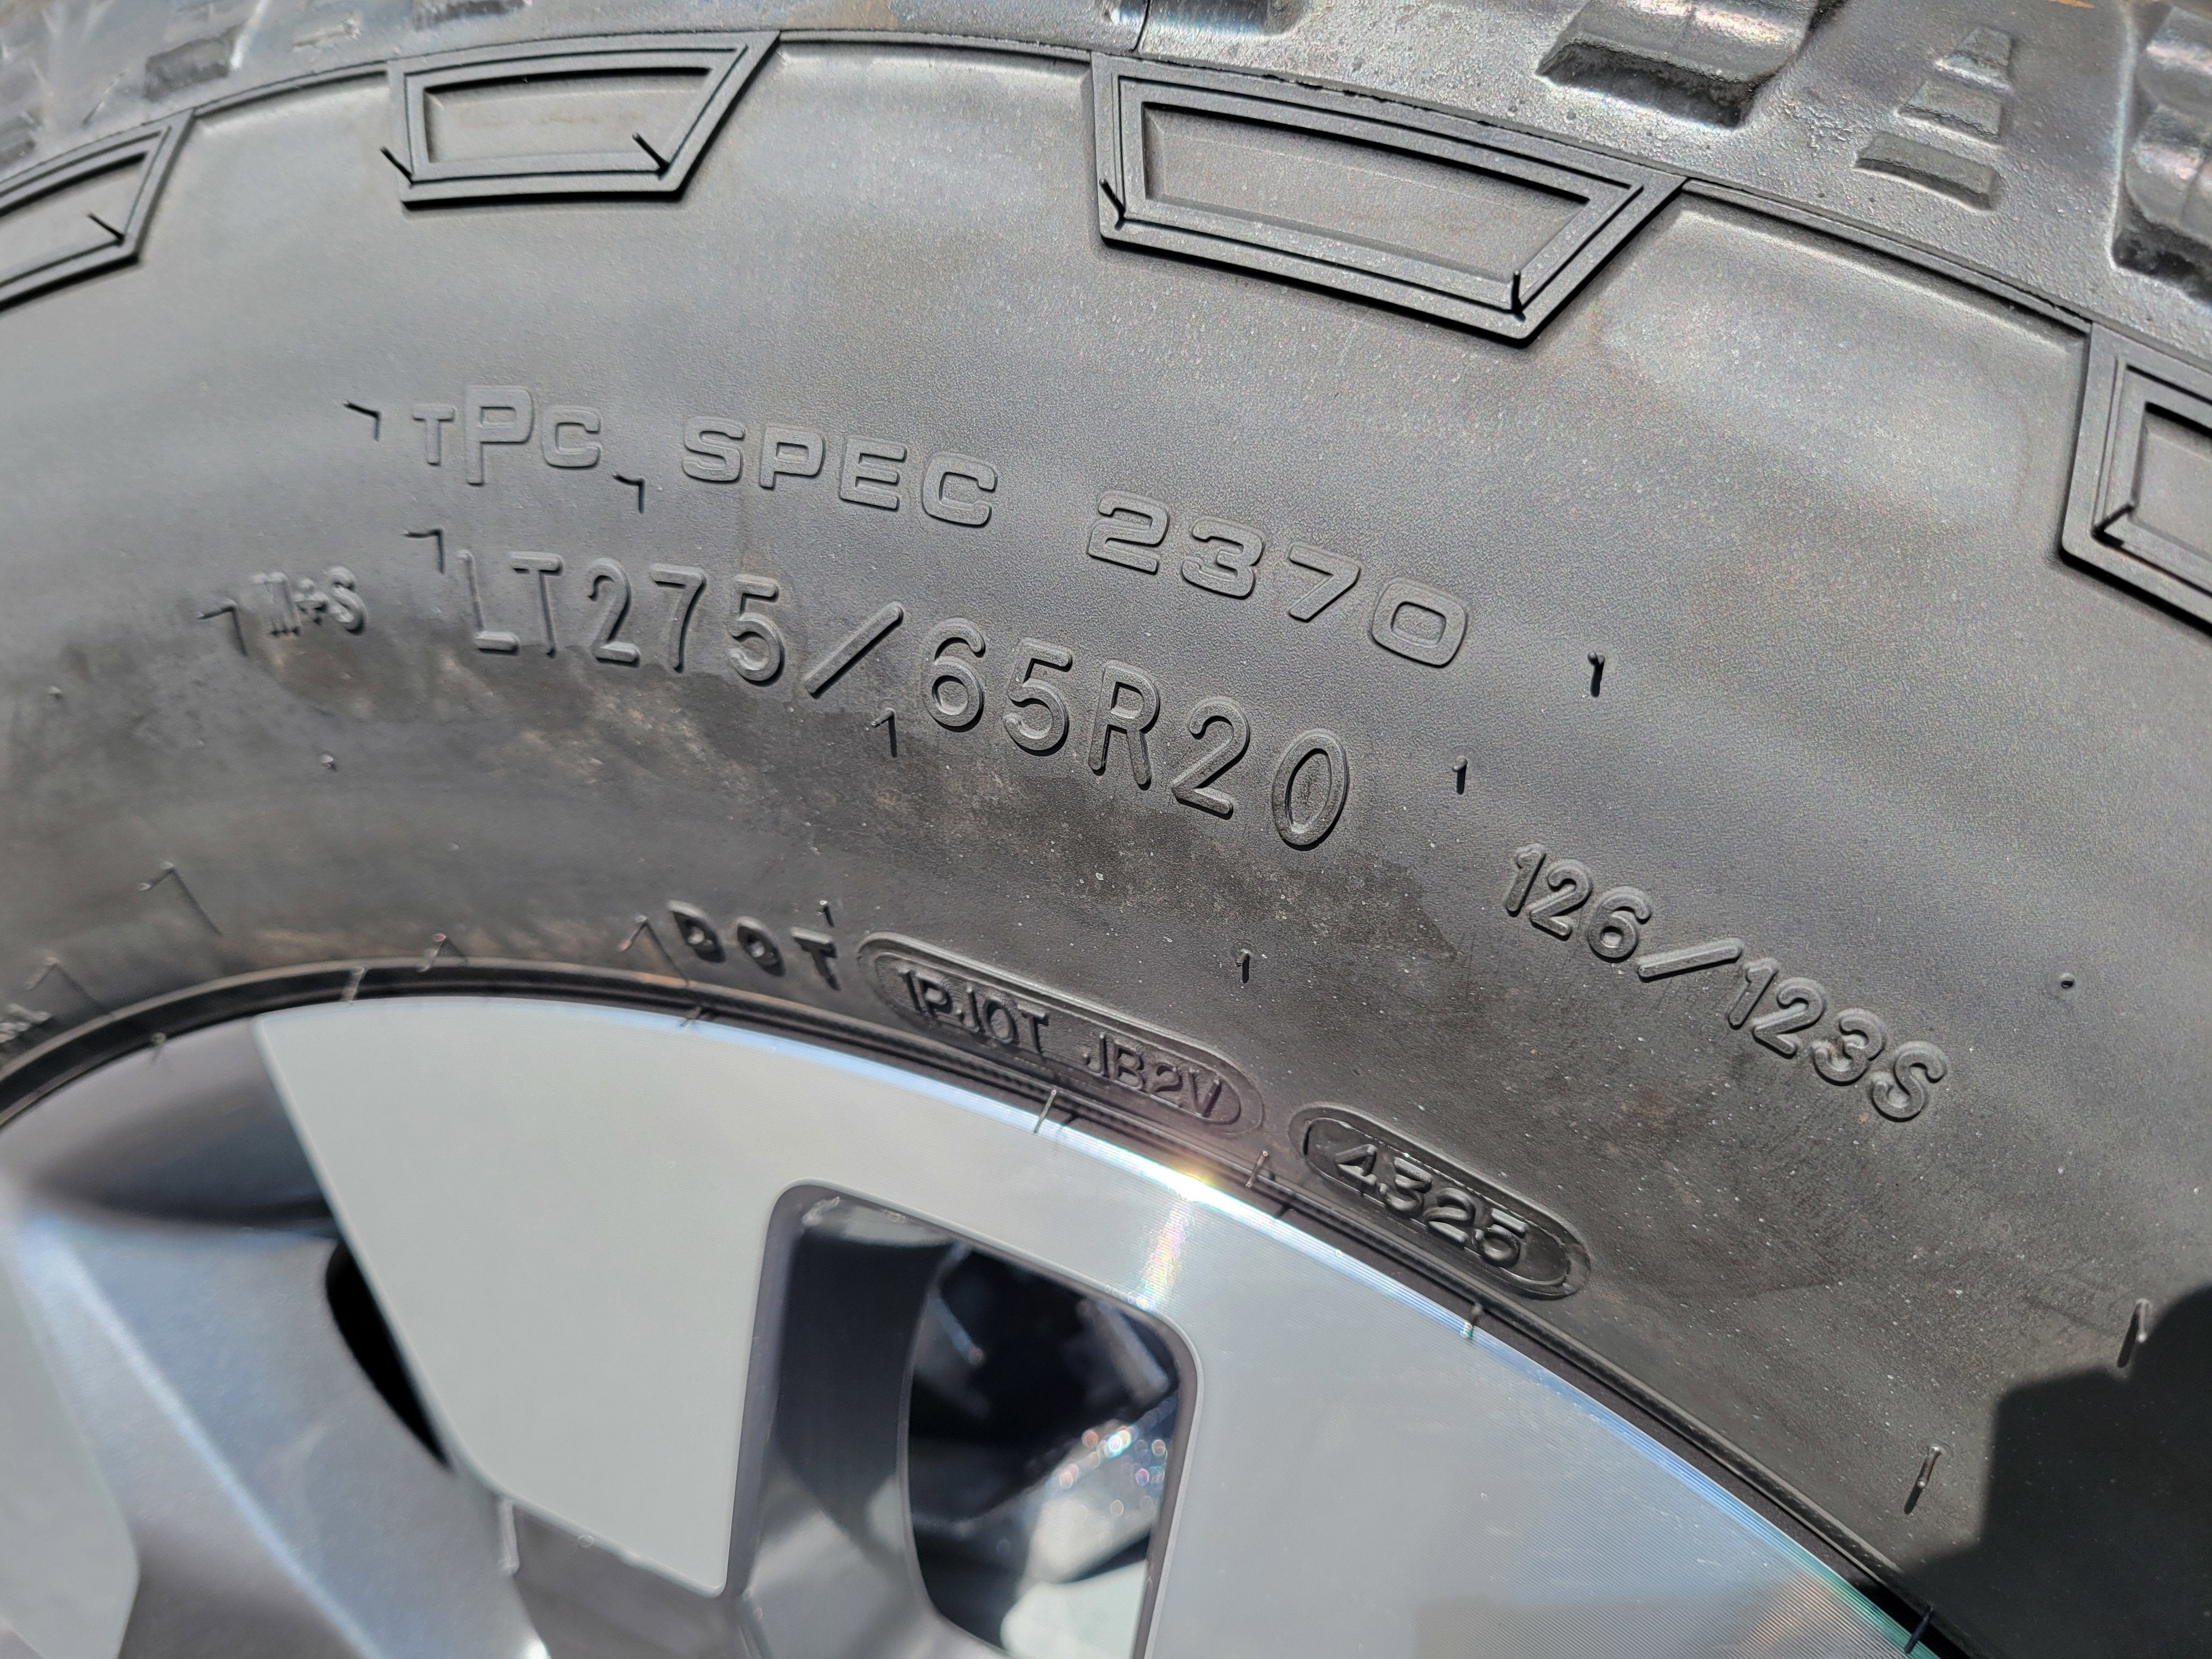 TPC SPEC 2370
M+S LT275/65R20 126/123S
DOT 1PJ0T JB2V 4325